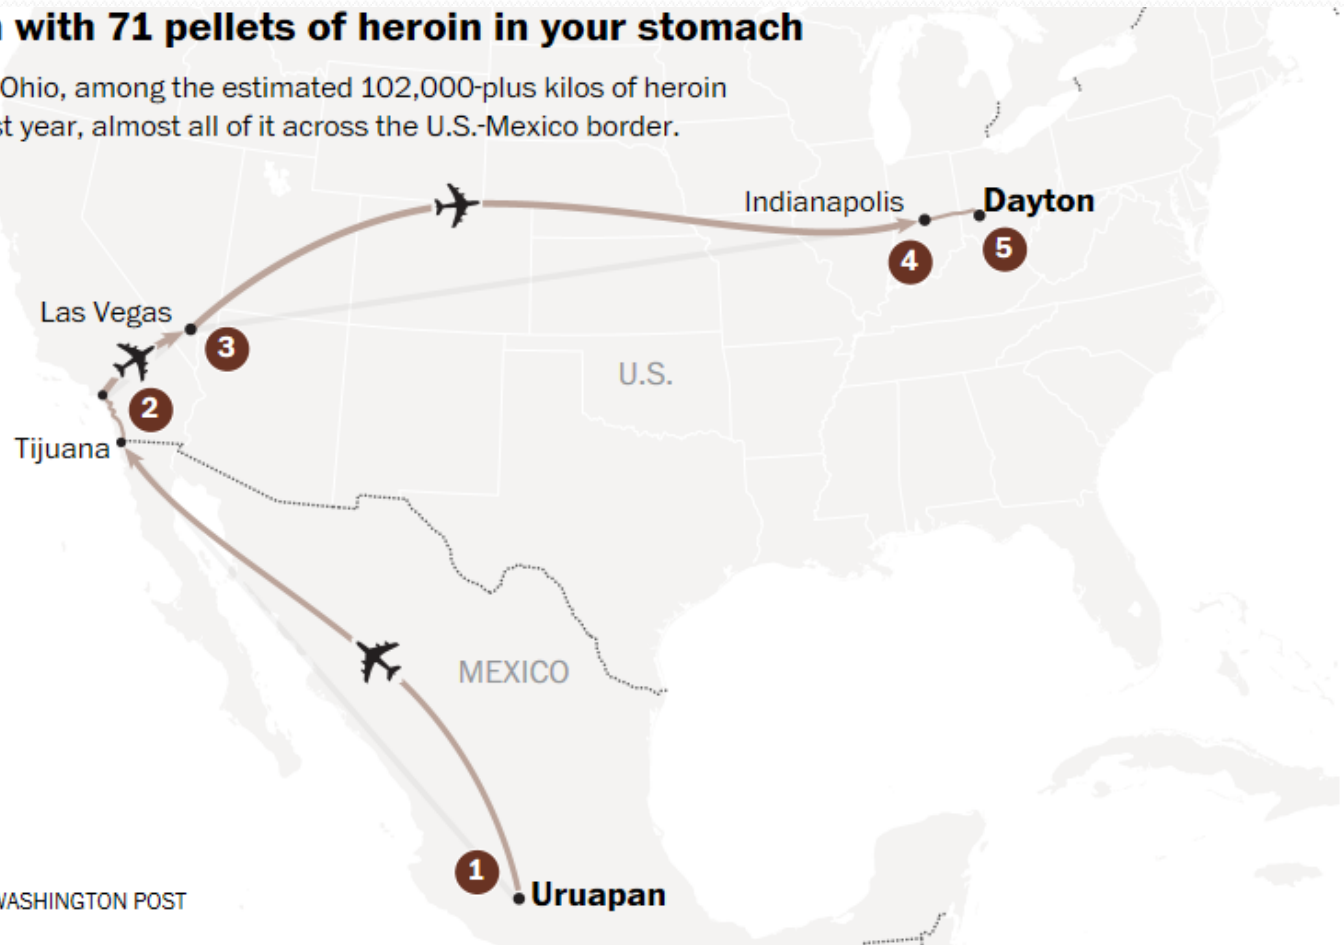 with 71 pellets of heroin in your stomach
Ohio, among the estimated 102,000-plus kilos of heroin
st year, almost all of it across the U.S.-Mexico border.
Indianapolis
Dayton
4
5
Las Vegas
3
U.S.
2
Tijuana
MEXICO
1
Uruapan
WASHINGTON POST